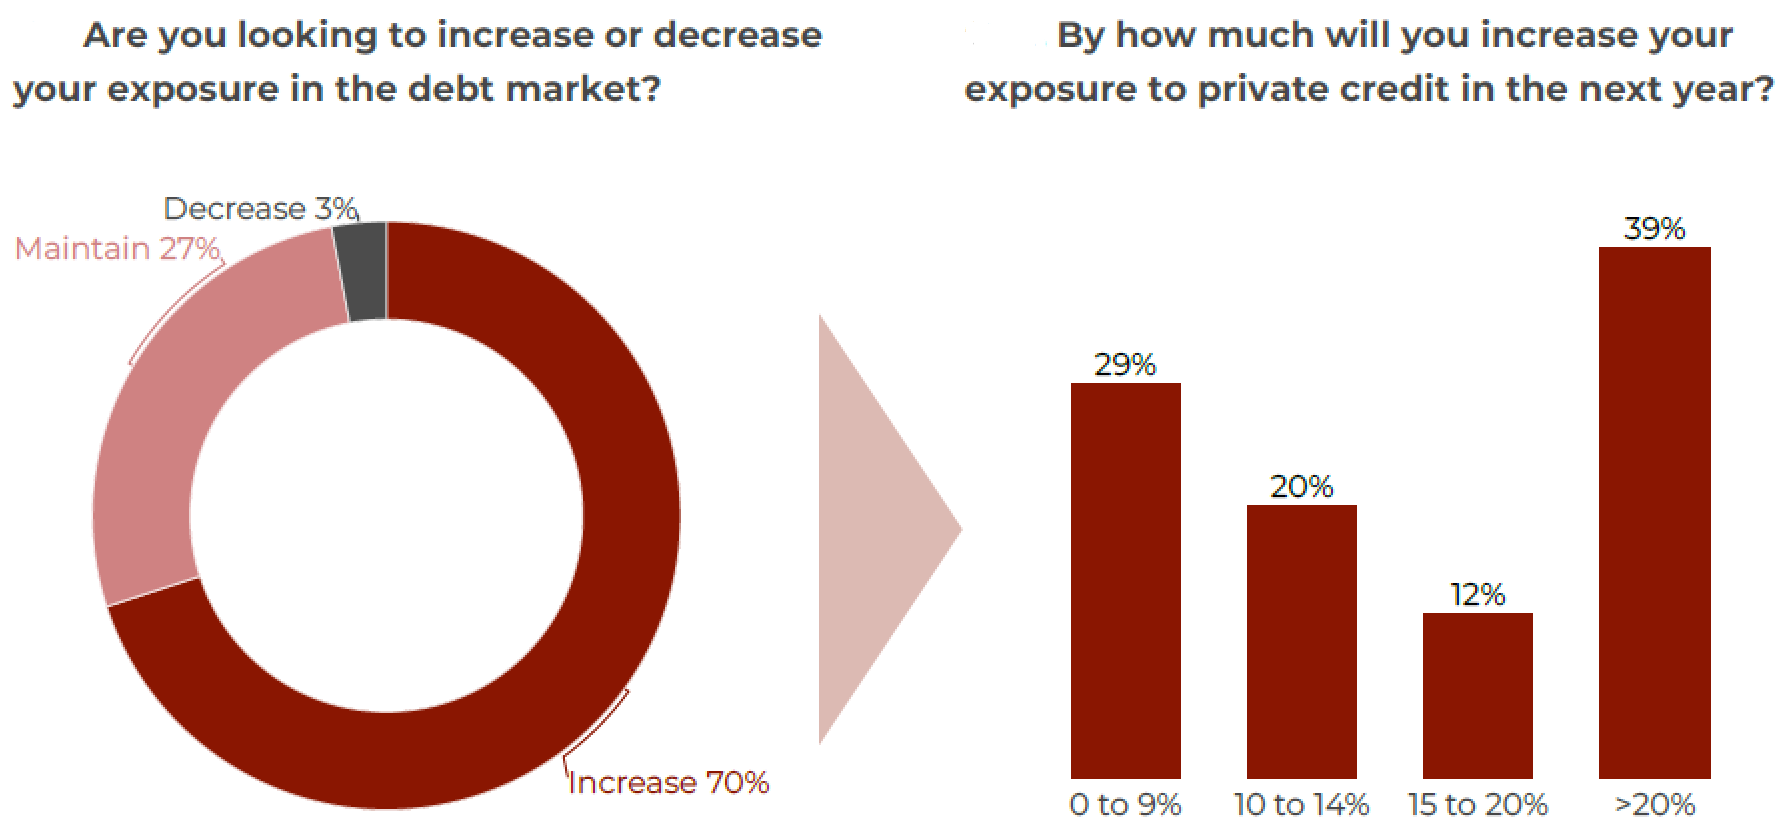 Are you looking to increase or decrease
your exposure in the debt market?
Decrease 3%
Maintain 27%
Increase 70%
By how much will you increase your
exposure to private credit in the next year?
29%
20%
12%
39%
0 to 9%
10 to 14%
15 to 20%
>20%